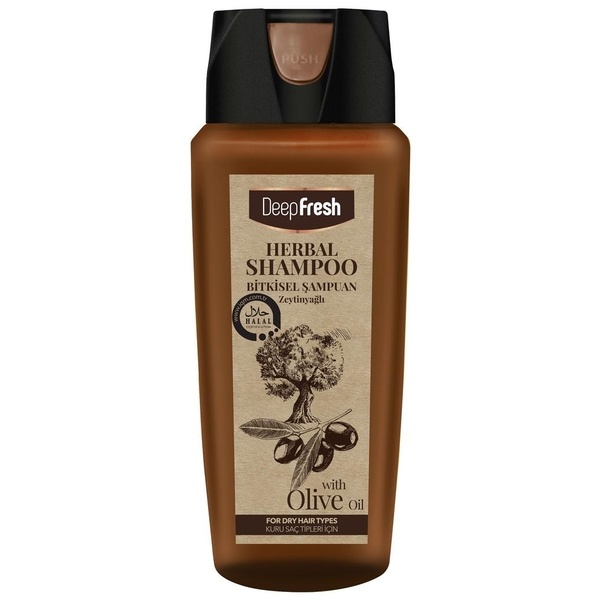 PUSH
DeepFresh
HERBAL
SHAMPOO
BİTKİSEL ŞAMPUAN
Zeytinyağlı
حلال
HALAL
with
Olive Oil
FOR DRY HAIR TYPES
KURU SAÇ TİPLERİ İÇİN